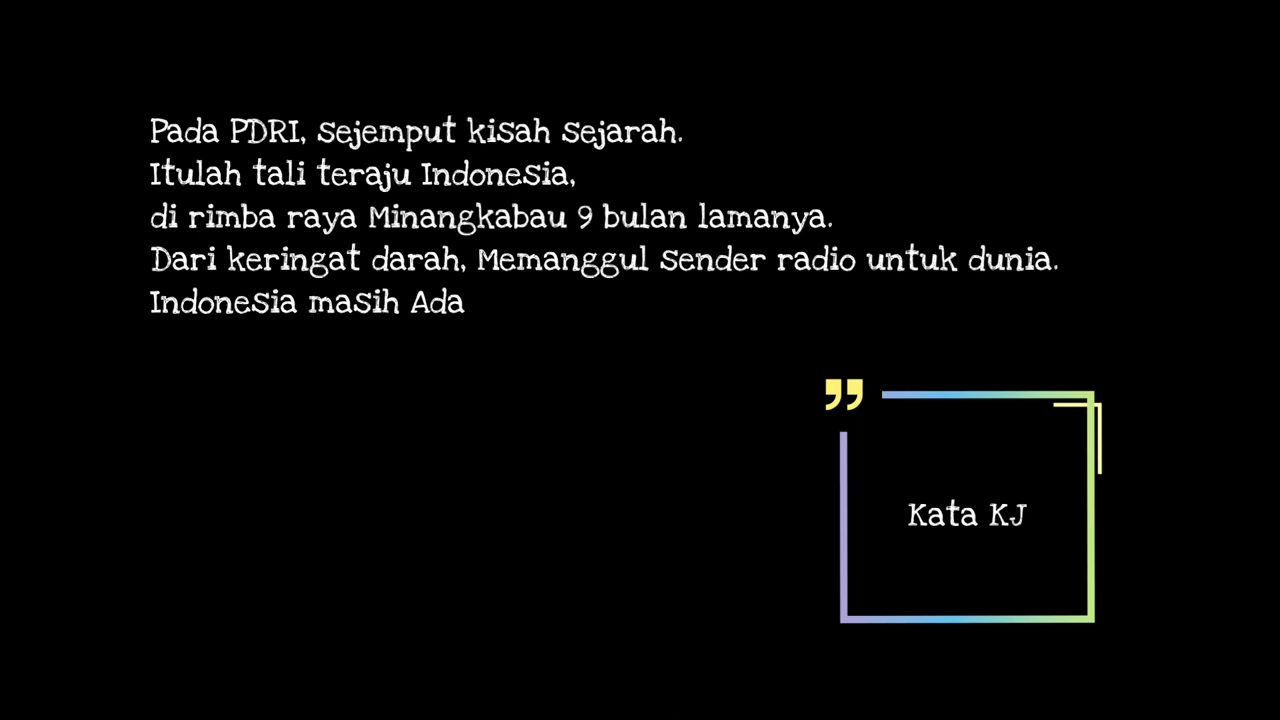 Pada PDRI, sejemput kisah sejarah.
Itulah tali teraju Indonesia,
di rimba raya Minangkabau 9 bulan lamanya.
Dari keringat darah, Memanggul sender radio untuk dunia.
Indonesia masih Ada
”
Kata KJ